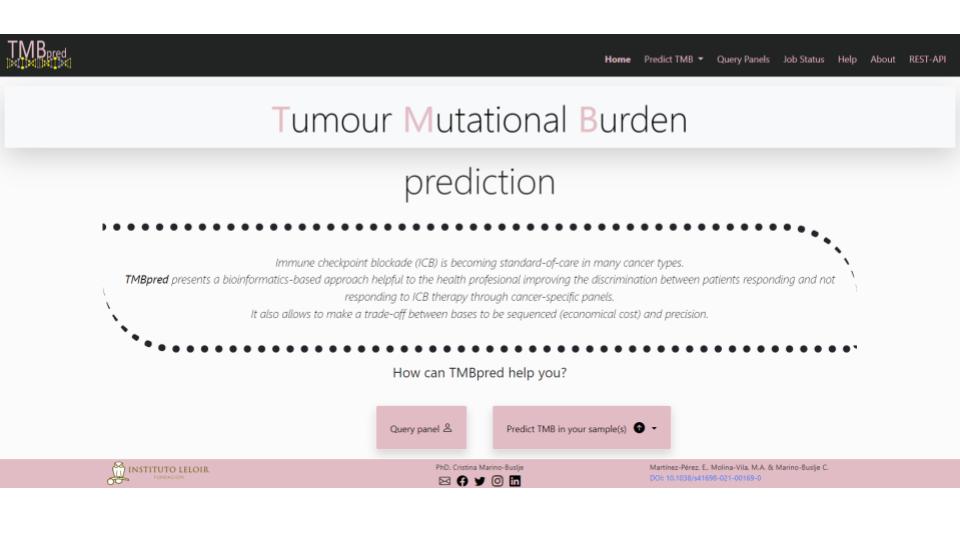 TMBpred
Home Predict TMB Query Panels Job Status Help About REST-API
Tumour Mutational Burden
prediction
Immune checkpoint blockade (ICB) is becoming standard-of-care in many cancer types.
TMBpred presents a bioinformatics-based approach helpful to the health profesional improving the discrimination between patients responding and not
responding to ICB therapy through cancer-specific panels.
It also allows to make a trade-off between bases to be sequenced (economical cost) and precision.
How can TMBpred help you?
Query panel
Predict TMB in your sample(s)
INSTITUTO LELOIR
FUNDACIÓN
PhD. Cristina Marino-Buslje
Martínez-Pérez, E., Molina-Vila, M.A. & Marino-Buslje C.
DOI: 10.1038/s41698-021-00169-0